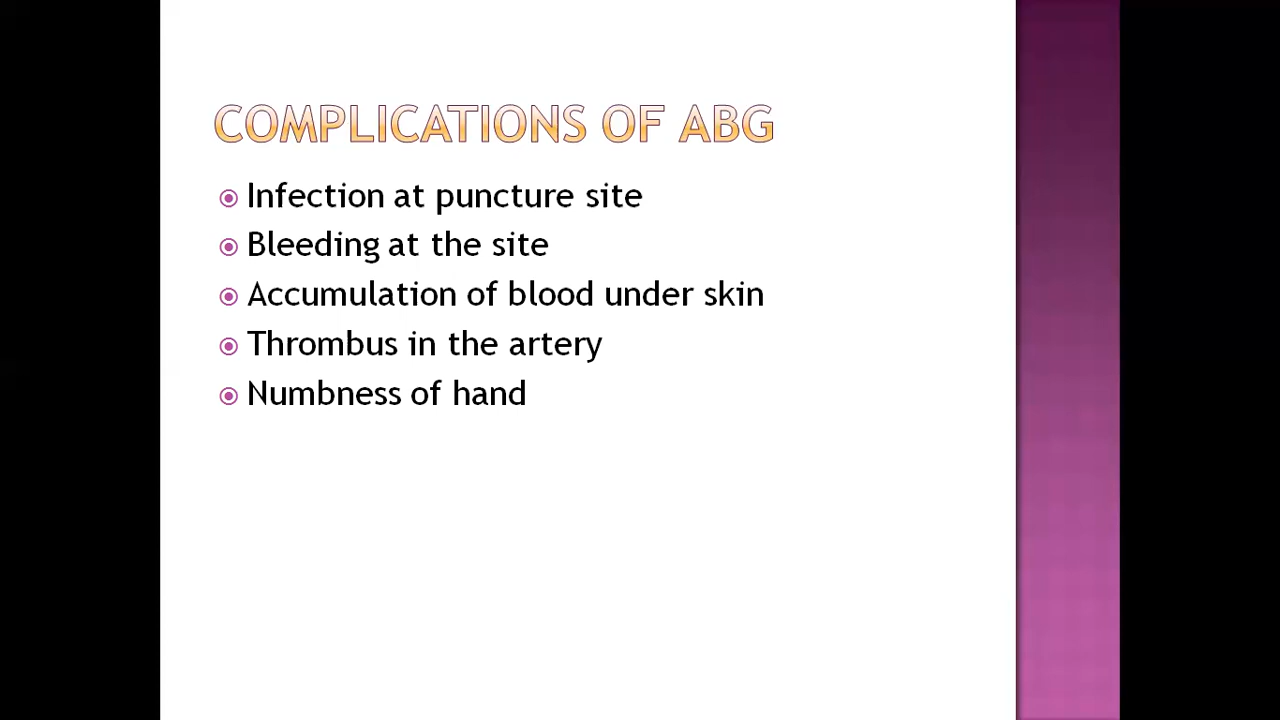 COMPLICATIONS OF ABG
Infection at puncture site
Bleeding at the site
Accumulation of blood under skin
Thrombus in the artery
Numbness of hand